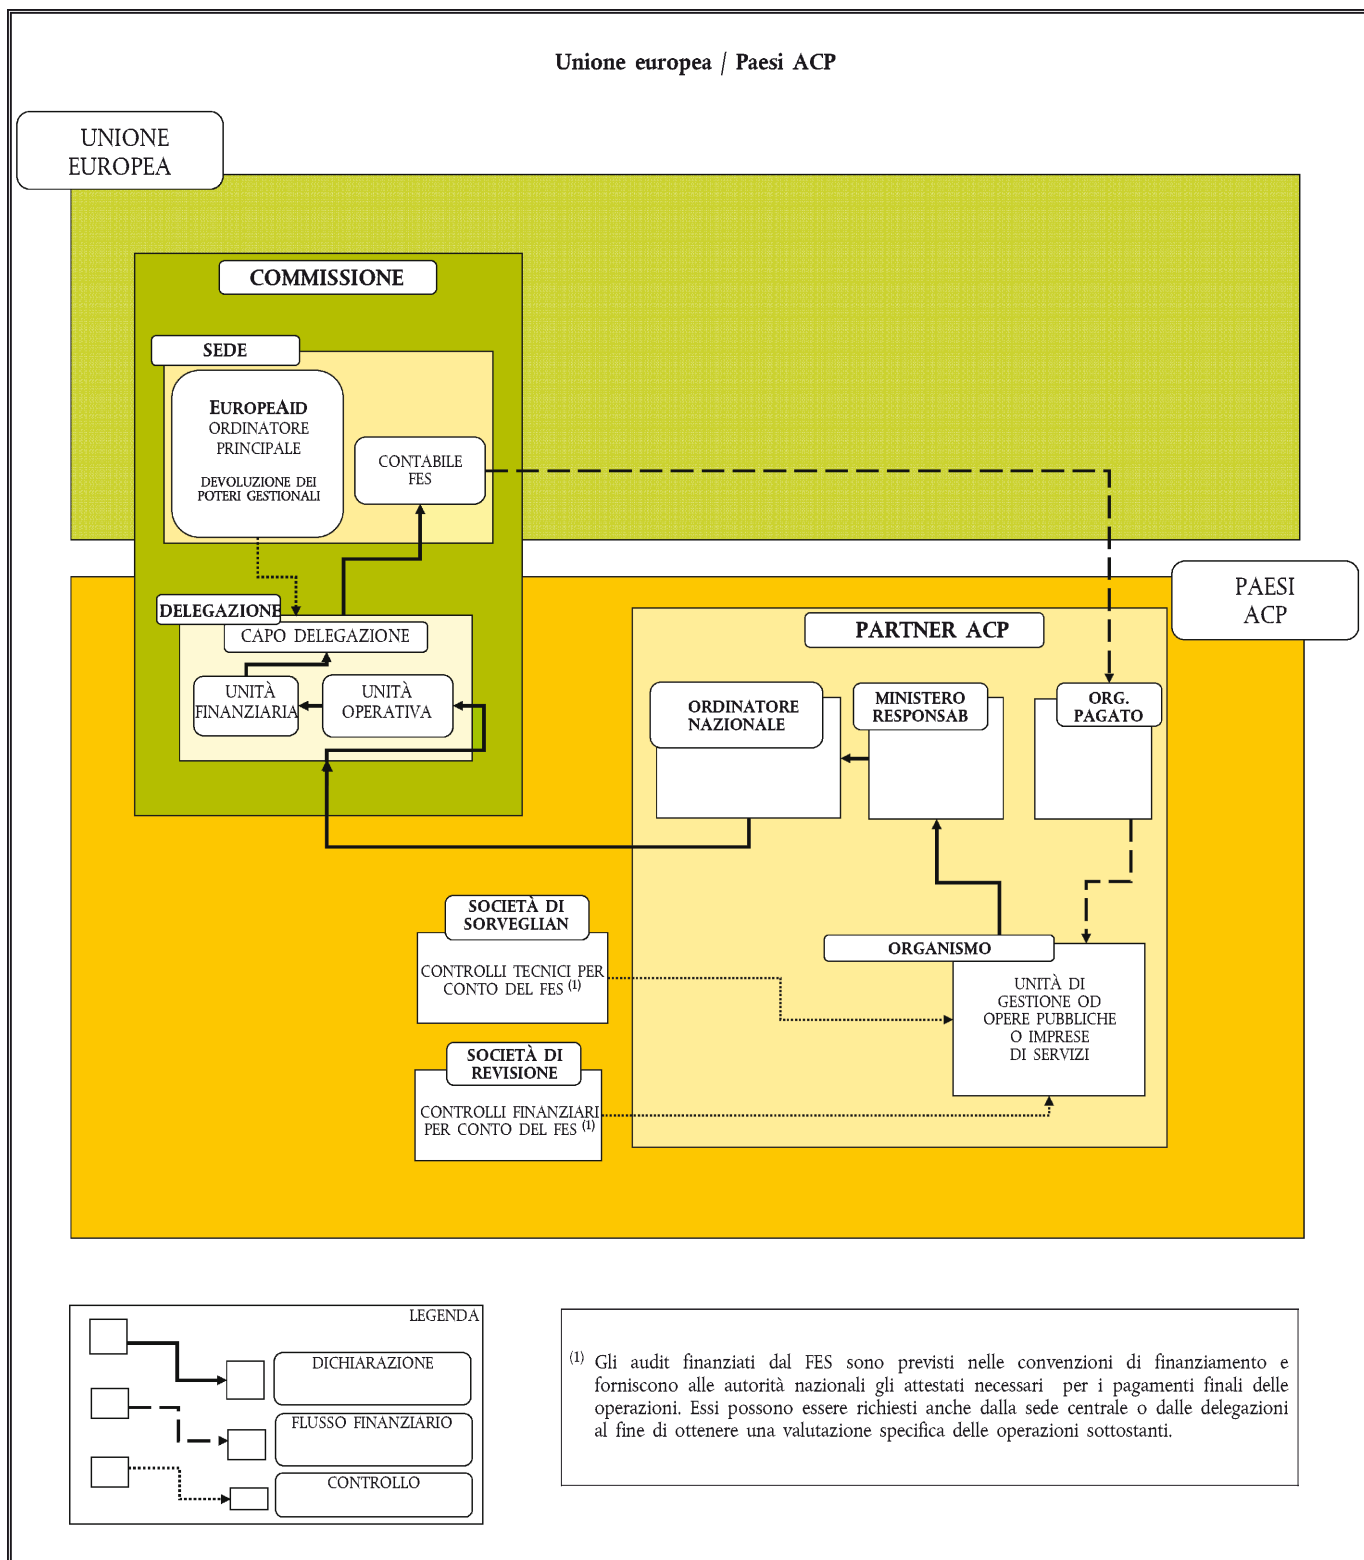 Unione europea / Paesi ACP
UNIONE
EUROPEA
COMMISSIONE
SEDE
EUROPEAID
ORDINATORE
PRINCIPALE
DEVOLUZIONE DEI
POTERI GESTIONALI
CONTABILE
FES
DELEGAZIONE
CAPO DELEGAZIONE
UNITÀ
FINANZIARIA
UNITÀ
OPERATIVA
PAESI
ACP
PARTNER ACP
ORDINATORE
NAZIONALE
MINISTERO
RESPONSAB
ORG.
PAGATO
SOCIETÀ DI
SORVEGLIAN
CONTROLLI TECNICI PER
CONTO DEL FES (1)
ORGANISMO
UNITÀ DI
GESTIONE OD
OPERE PUBBLICHE
O IMPRESE
DI SERVIZI
SOCIETÀ DI
REVISIONE
CONTROLLI FINANZIARI
PER CONTO DEL FES (1)
LEGENDA
DICHIARAZIONE
FLUSSO FINANZIARIO
CONTROLLO
(1) Gli audit finanziati dal FES sono previsti nelle convenzioni di finanziamento e
forniscono alle autorità nazionali gli attestati necessari per i pagamenti finali delle
operazioni. Essi possono essere richiesti anche dalla sede centrale o dalle delegazioni
al fine di ottenere una valutazione specifica delle operazioni sottostanti.